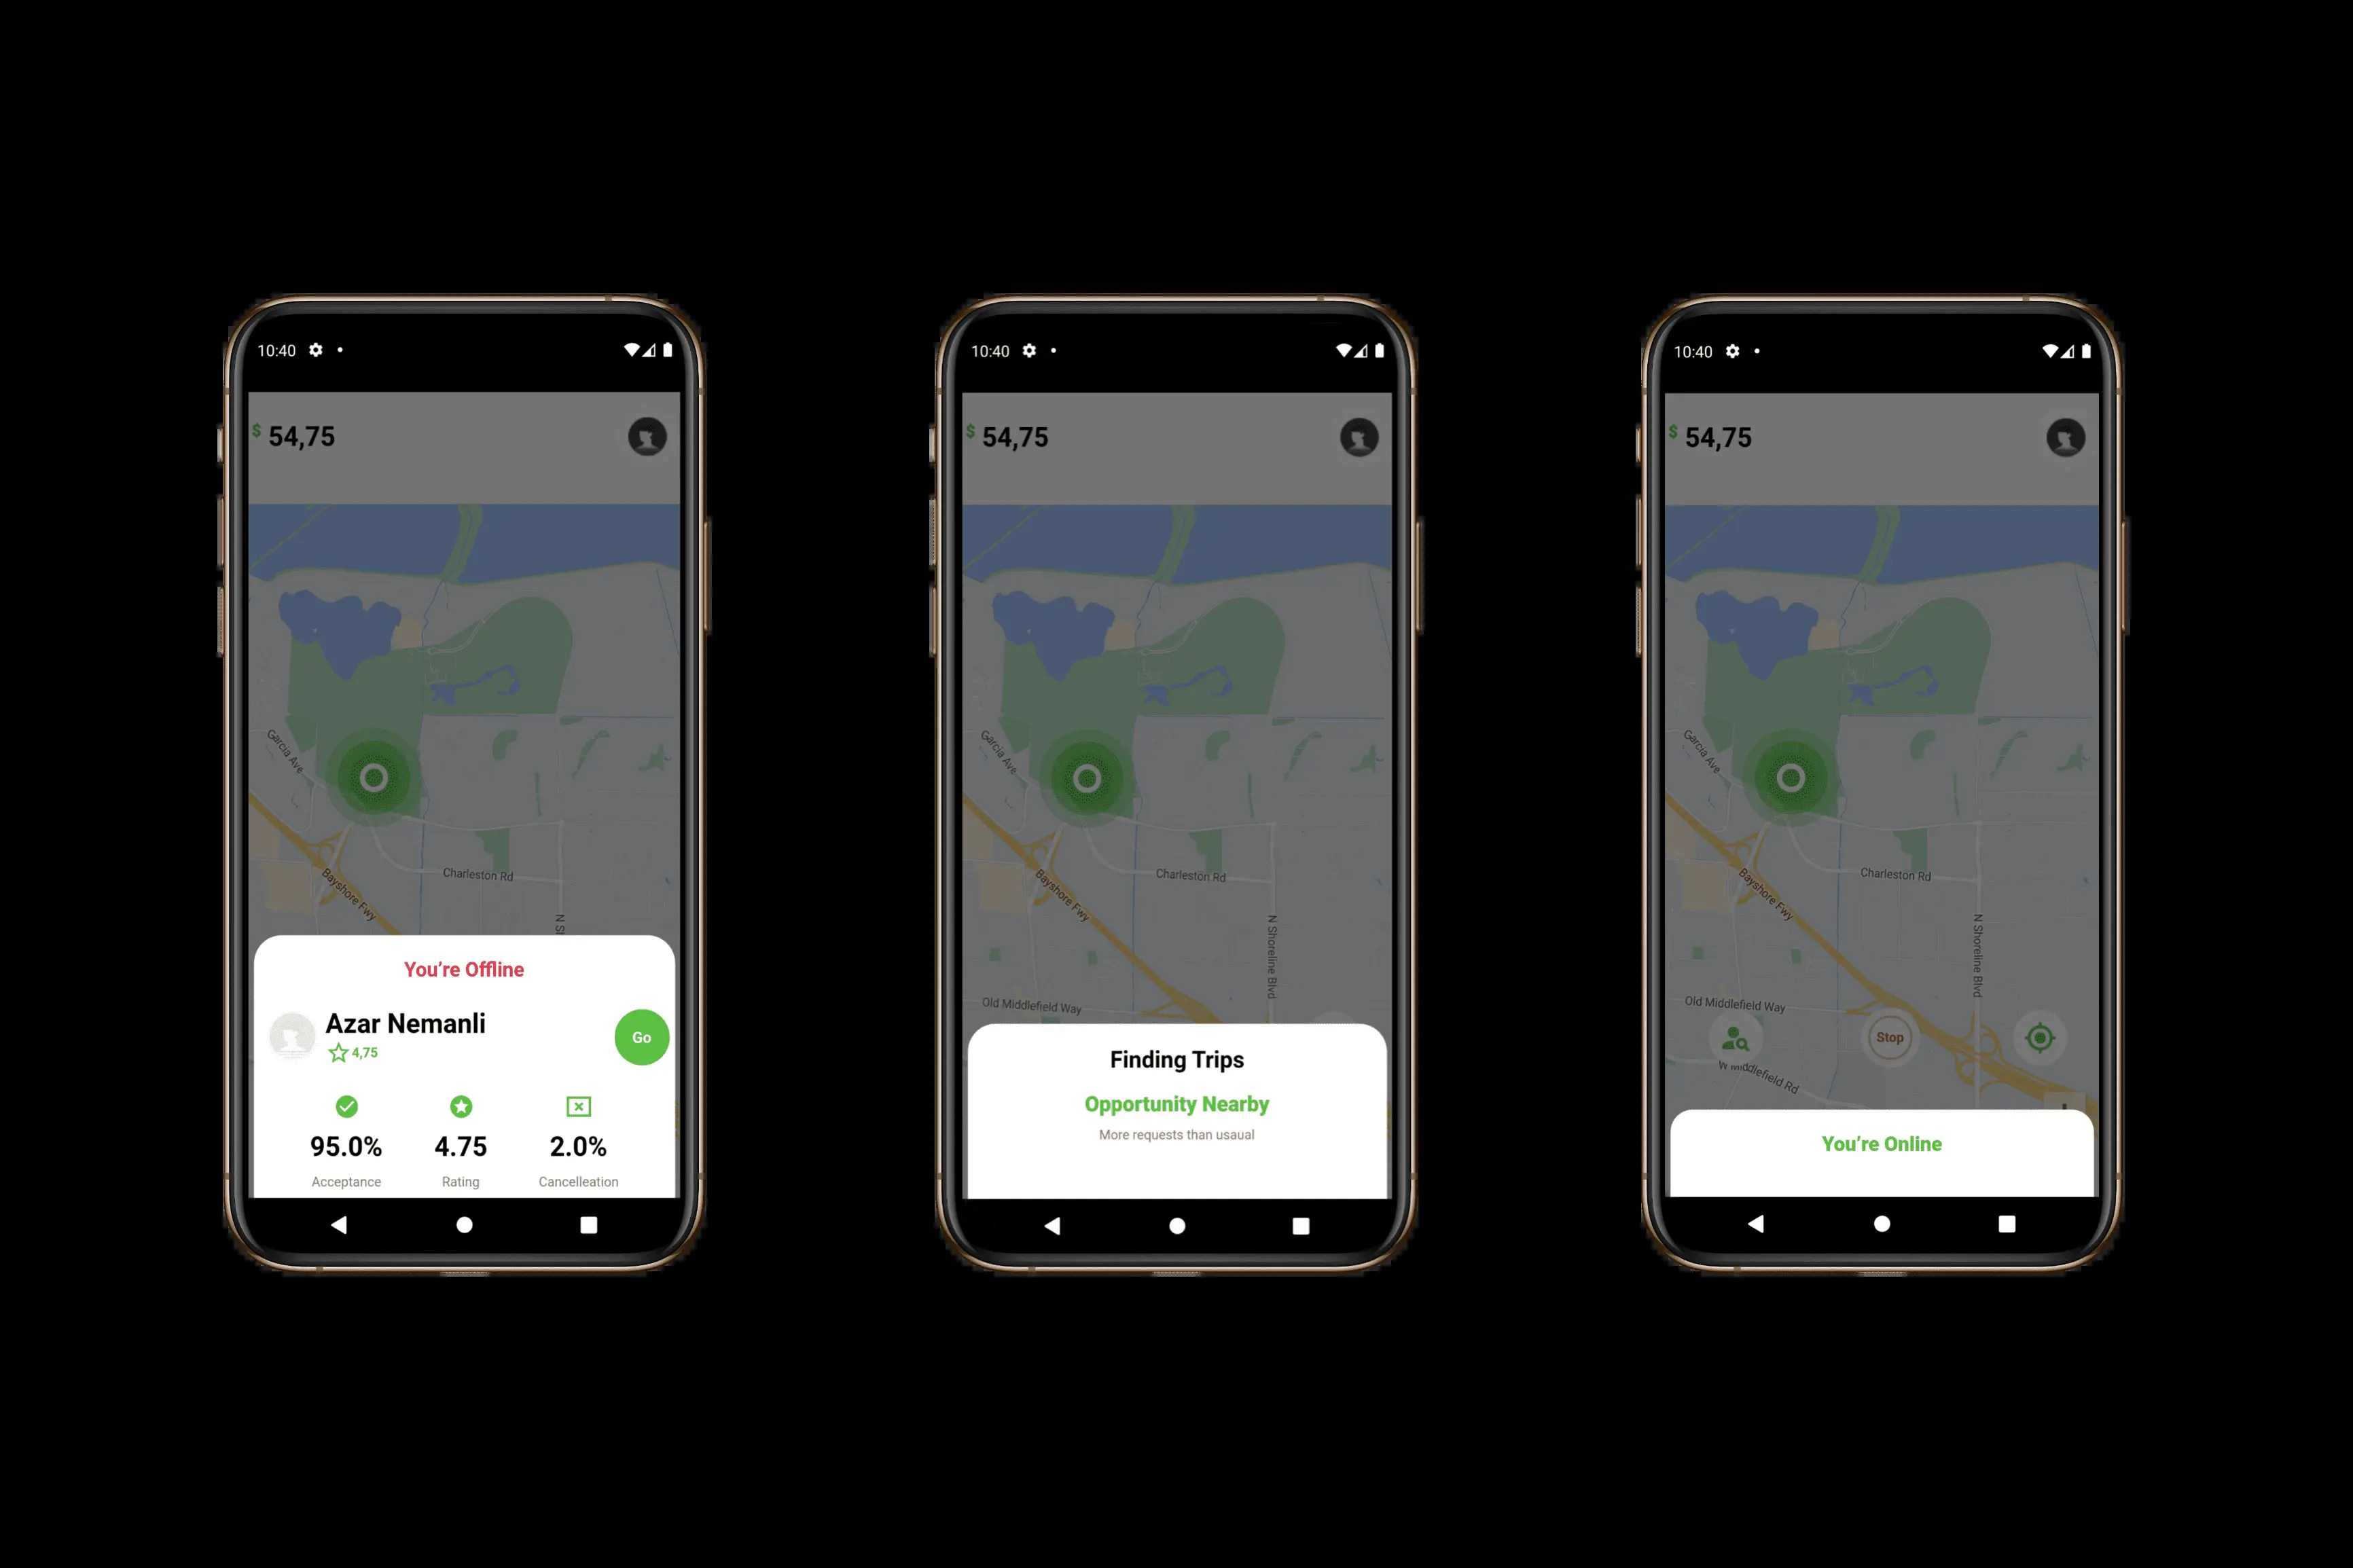 10:40
$ 54,75
Garcia Ave
Charleston Rd
Bayshore Fwy
You're Offline
Azar Nemanli
4,75
Go
95.0% 4.75 2.0%
Acceptance Rating Cancelleation
10:40
$ 54,75
Garcia Ave
Charleston Rd
Bayshore Fwy
N Shoreline Blvd
Old Middlefield Way
Finding Trips
Opportunity Nearby
More requests than usaual
10:40
$ 54,75
Garcia Ave
Charleston Rd
Bayshore Fwy
N Shoreline Blvd
Old Middlefield Way
Stop
W Middlefield Rd
You're Online